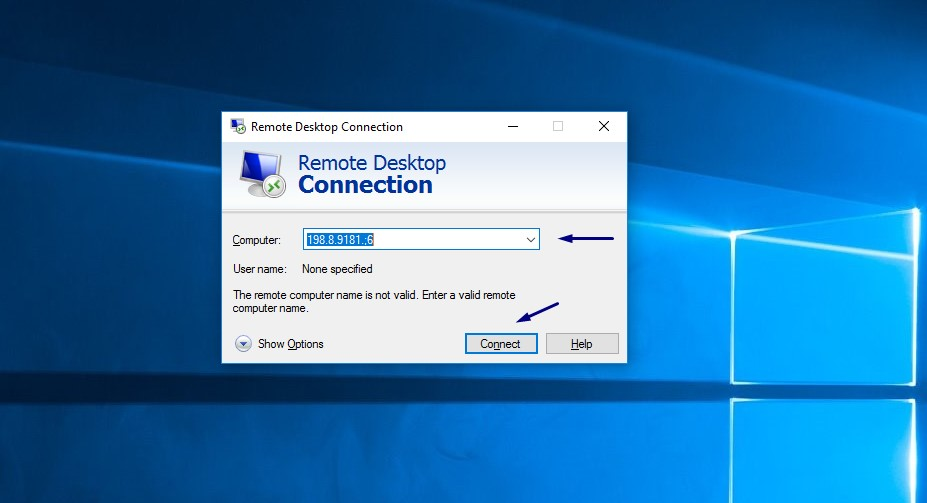 Remote Desktop Connection
Remote Desktop
Connection
Computer: 198.8.9181.;6
User name: None specified
The remote computer name is not valid. Enter a valid remote
computer name.
Show Options Connect Help